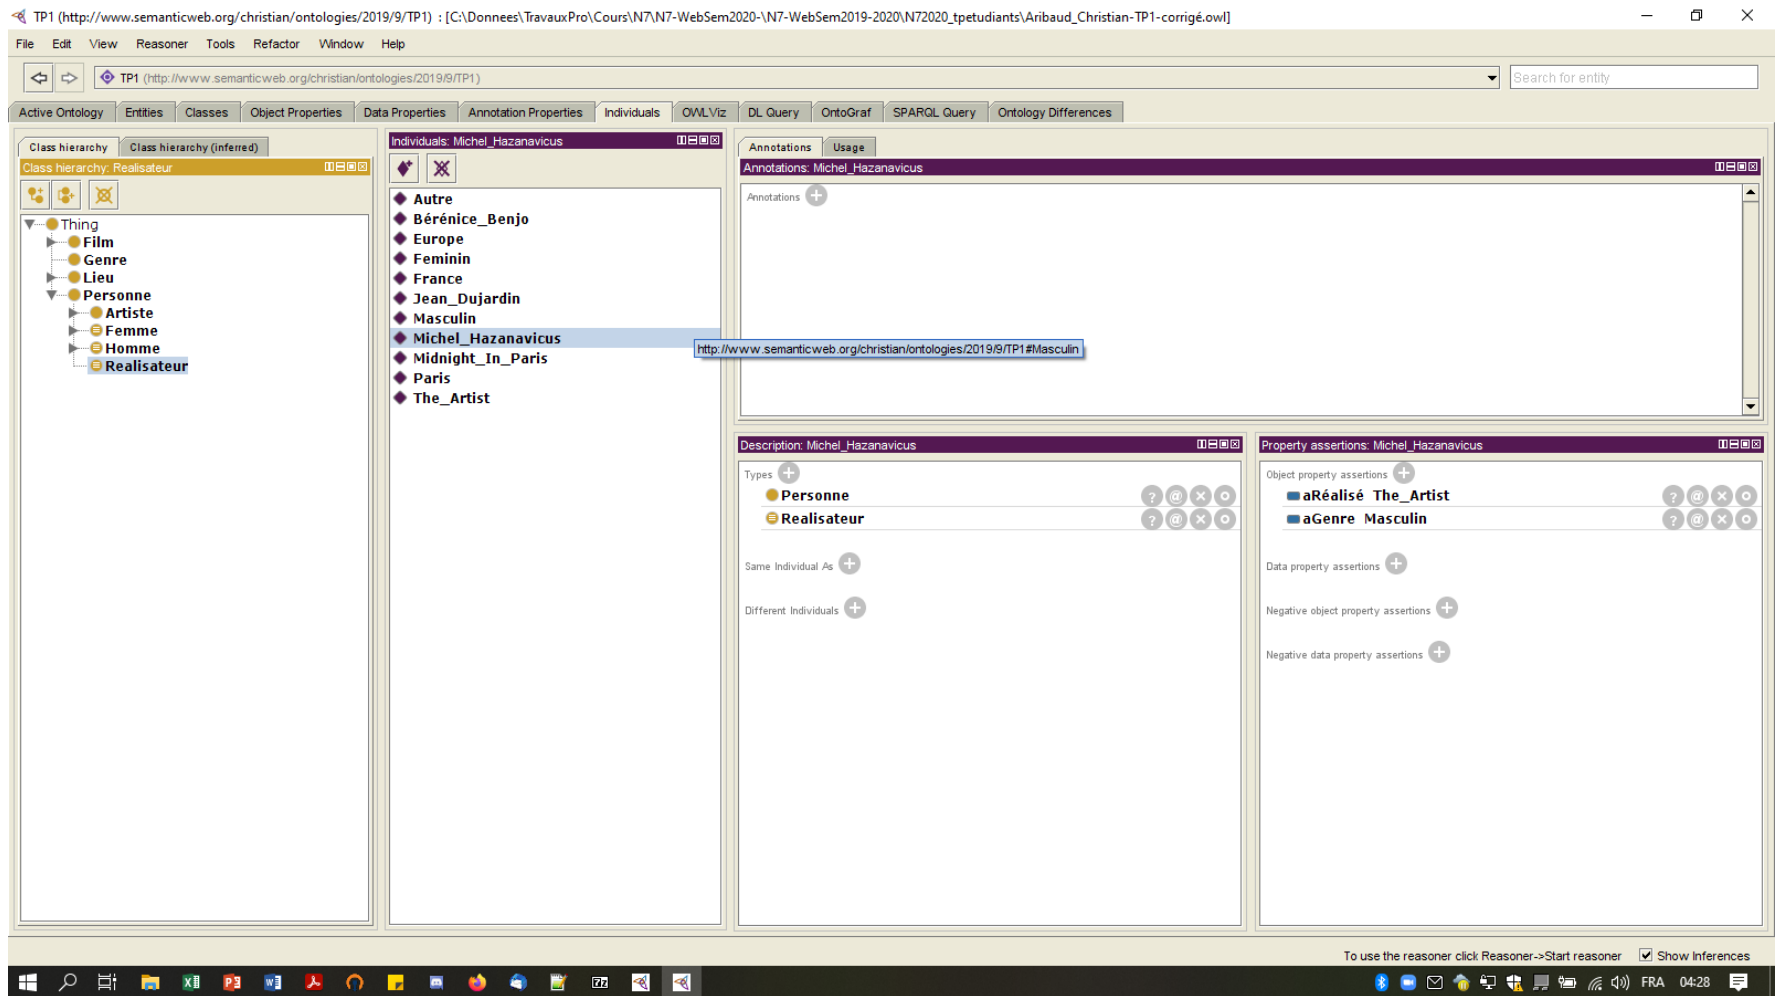 TP1 (http://www.semanticweb.org/christian/ontologies/2019/9/TP1) : [C:\Donnees\TravauxPro\Cours\N7\N7-WebSem2020-\N7-WebSem2019-2020\N72020_tpetudiants\Aribaud_Christian-TP1-corrigé.owl]
File Edit View Reasoner Tools Refactor Window Help
TP1 (http://www.semanticweb.org/christian/ontologies/2019/9/TP1)
Search for entity
Active Ontology Entities Classes Object Properties Data Properties Annotation Properties Individuals OWLViz DL Query OntoGraf SPARQL Query Ontology Differences
Class hierarchy Class hierarchy (inferred)
Class hierarchy: Realisateur
Thing
Film
Genre
Lieu
Personne
Artiste
Femme
Homme
Realisateur
Individuals: Michel_Hazanavicus
Autre
Bérénice_Benjo
Europe
Feminin
France
Jean_Dujardin
Masculin
Michel_Hazanavicus
Midnight_In_Paris
Paris
The_Artist
Annotations Usage
Annotations: Michel_Hazanavicus
Annotations
http://www.semanticweb.org/christian/ontologies/2019/9/TP1#Masculin
Description: Michel_Hazanavicus
Types
Personne
Realisateur
Same Individual As
Different Individuals
Property assertions: Michel_Hazanavicus
Object property assertions
aRéalisé The_Artist
aGenre Masculin
Data property assertions
Negative object property assertions
Negative data property assertions
To use the reasoner click Reasoner->Start reasoner Show Inferences
FRA 04:28